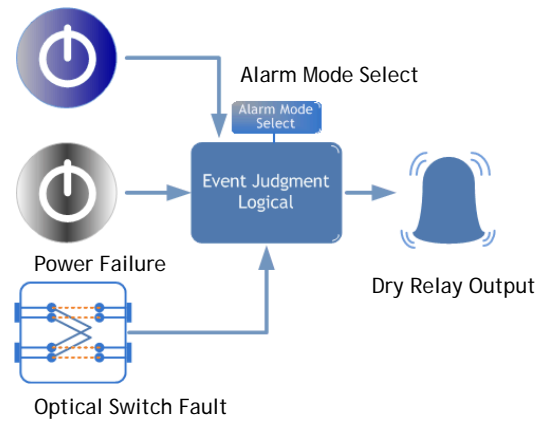 Alarm Mode Select
Alarm Mode
Select
Event Judgment
Logical
Power Failure
Dry Relay Output
Optical Switch Fault